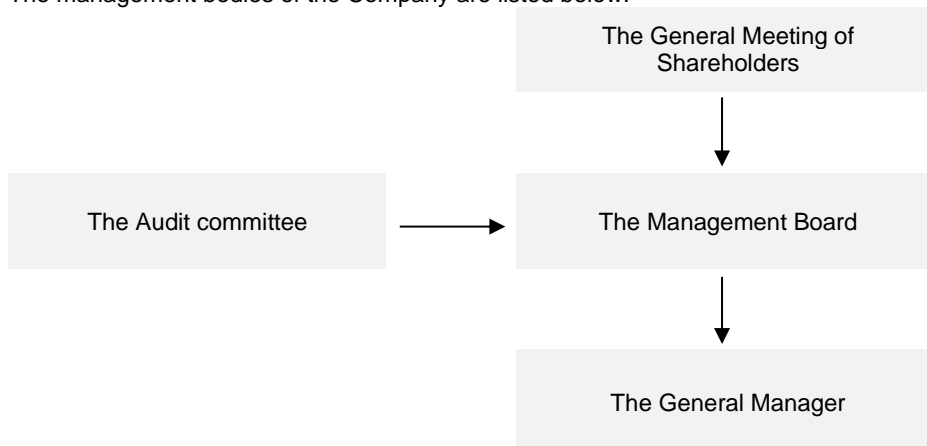 The management bodies of the Company are listed below:
The General Meeting of
Shareholders
The Audit committee
The Management Board
The General Manager